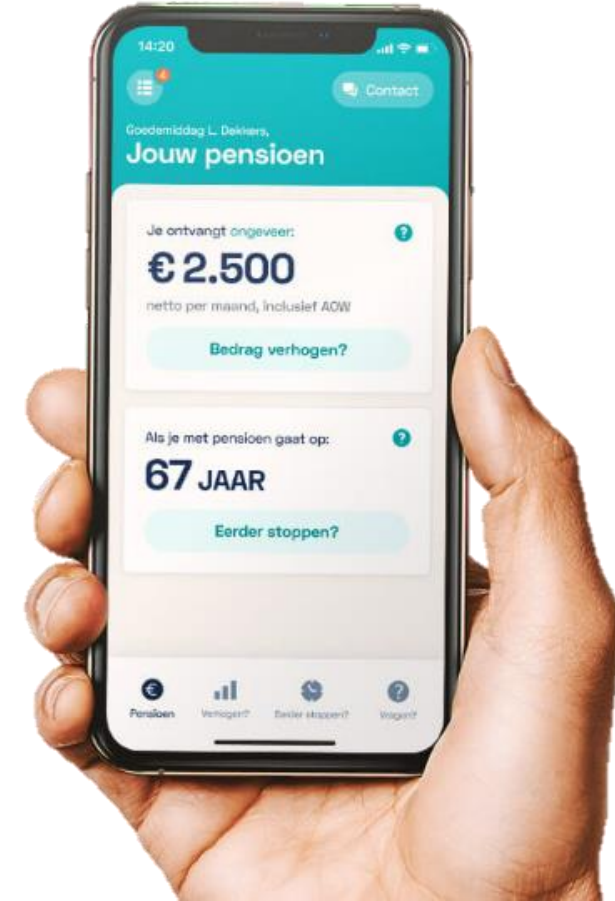 14:20
4
Contact
Goedemiddag L. Dekkers,
Jouw pensioen
Je ontvangt ongeveer:
?
€ 2.500
netto per maand, inclusief AOW
Bedrag verhogen?
Als je met pensioen gaat op:
?
67 JAAR
Eerder stoppen?
€
?
Pensioen
Verhogen?
Eerder stoppen?
Vragen?